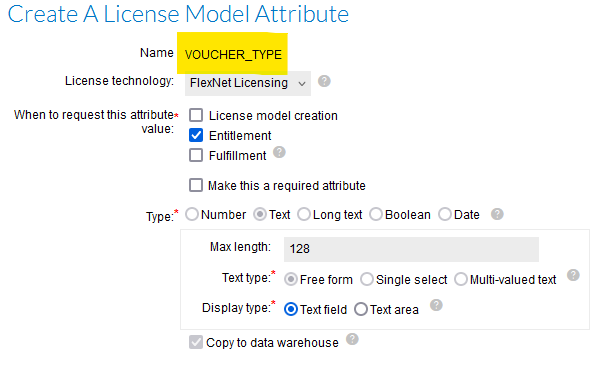 Create A License Model Attribute
Name VOUCHER_TYPE
License technology: FlexNet Licensing ?
When to request this attribute* License model creation
value: Entitlement
Fulfillment ?
Make this a required attribute
Type:* Number Text Long text Boolean Date ?
Max length: 128
Text type:* Free form Single select Multi-valued text ?
Display type:* Text field Text area ?
Copy to data warehouse ?